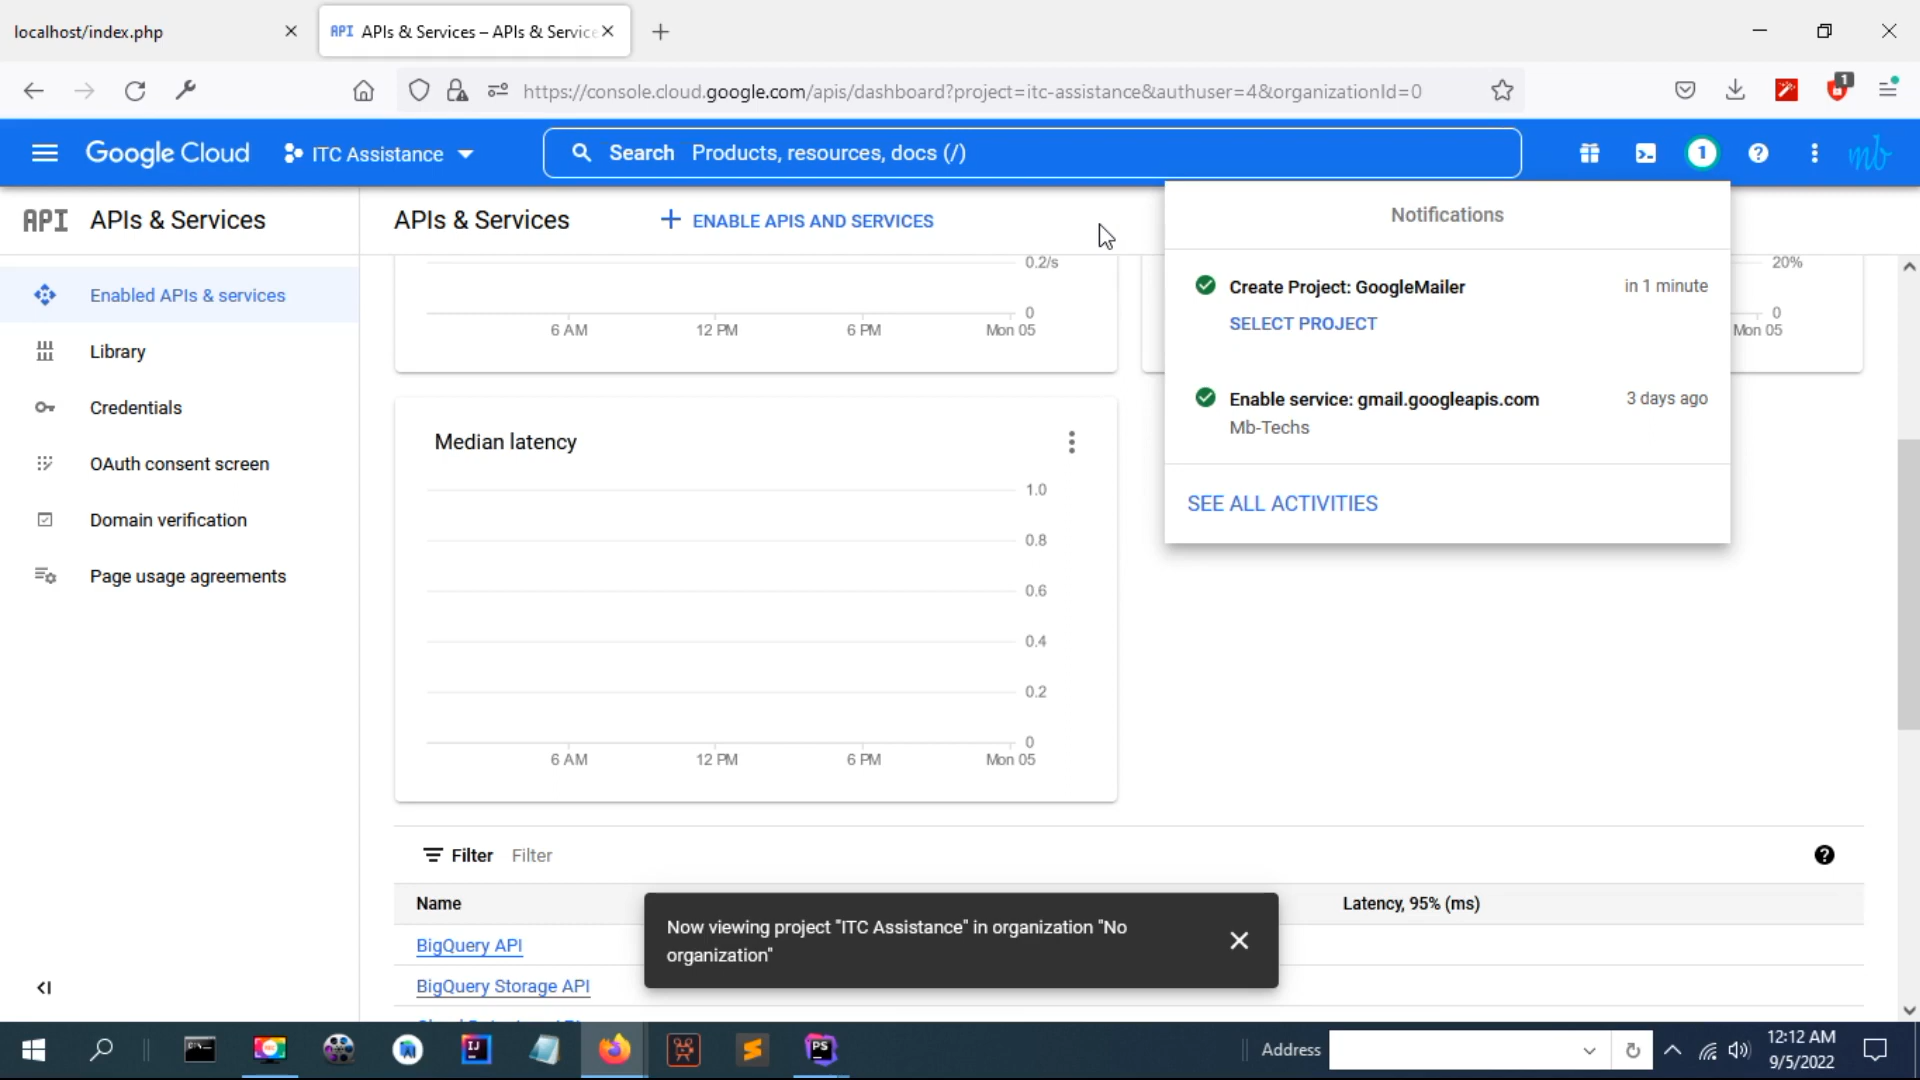 localhost/index.php
API APIs & Services – APIs & Service
https://console.cloud.google.com/apis/dashboard?project=itc-assistance&authuser=4&organizationId=0
1
Google Cloud
ITC Assistance
Search Products, resources, docs (/)
1
mb
API APIs & Services
APIs & Services
ENABLE APIS AND SERVICES
Enabled APIs & services
Library
Credentials
OAuth consent screen
Domain verification
Page usage agreements
0.2/s
0
6 AM 12 PM 6 PM Mon 05
20%
0
Mon 05
Notifications
Create Project: GoogleMailer in 1 minute
SELECT PROJECT
Enable service: gmail.googleapis.com 3 days ago
Mb-Techs
SEE ALL ACTIVITIES
Median latency
1.0
0.8
0.6
0.4
0.2
0
6 AM 12 PM 6 PM Mon 05
Filter Filter
Name Latency, 95% (ms)
BigQuery API
BigQuery Storage API
Now viewing project "ITC Assistance" in organization "No
organization"
Address
12:12 AM
9/5/2022